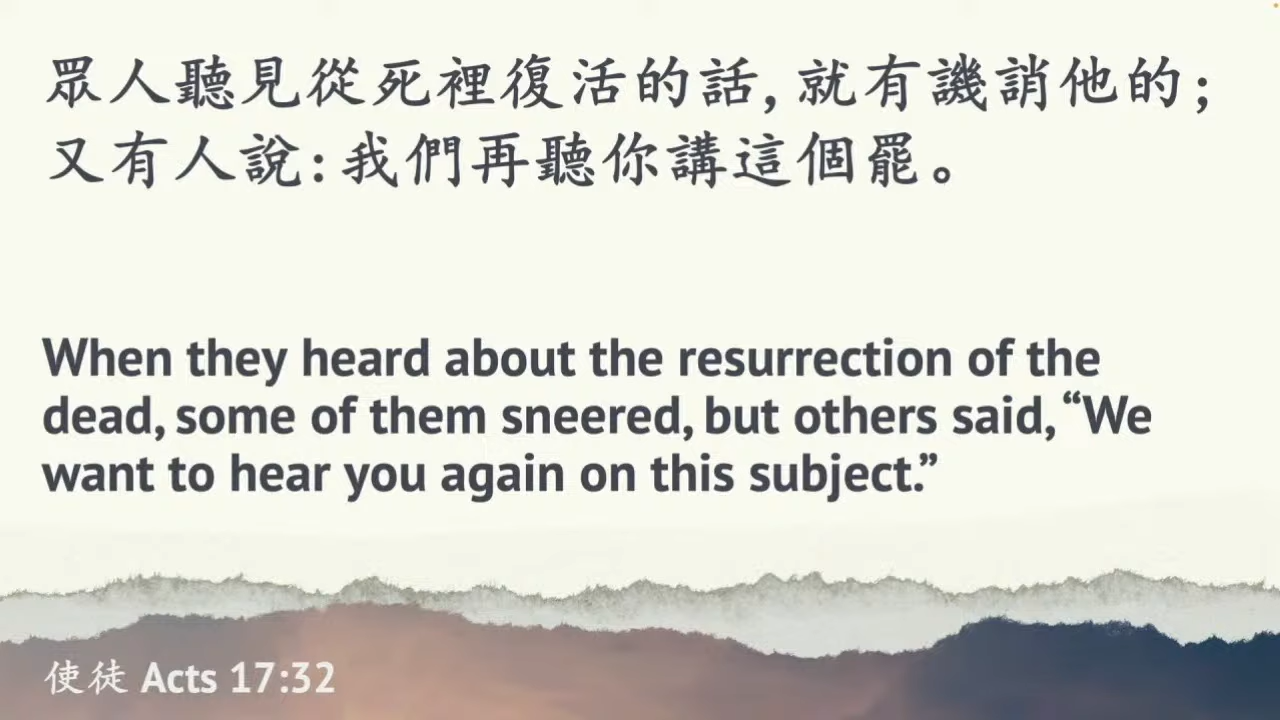 眾人聽見從死裡復活的話,就有譏誚他的;
又有人說:我們再聽你講這個罷。
When they heard about the resurrection of the
dead, some of them sneered, but others said, “We
want to hear you again on this subject.”
使徒 Acts 17:32